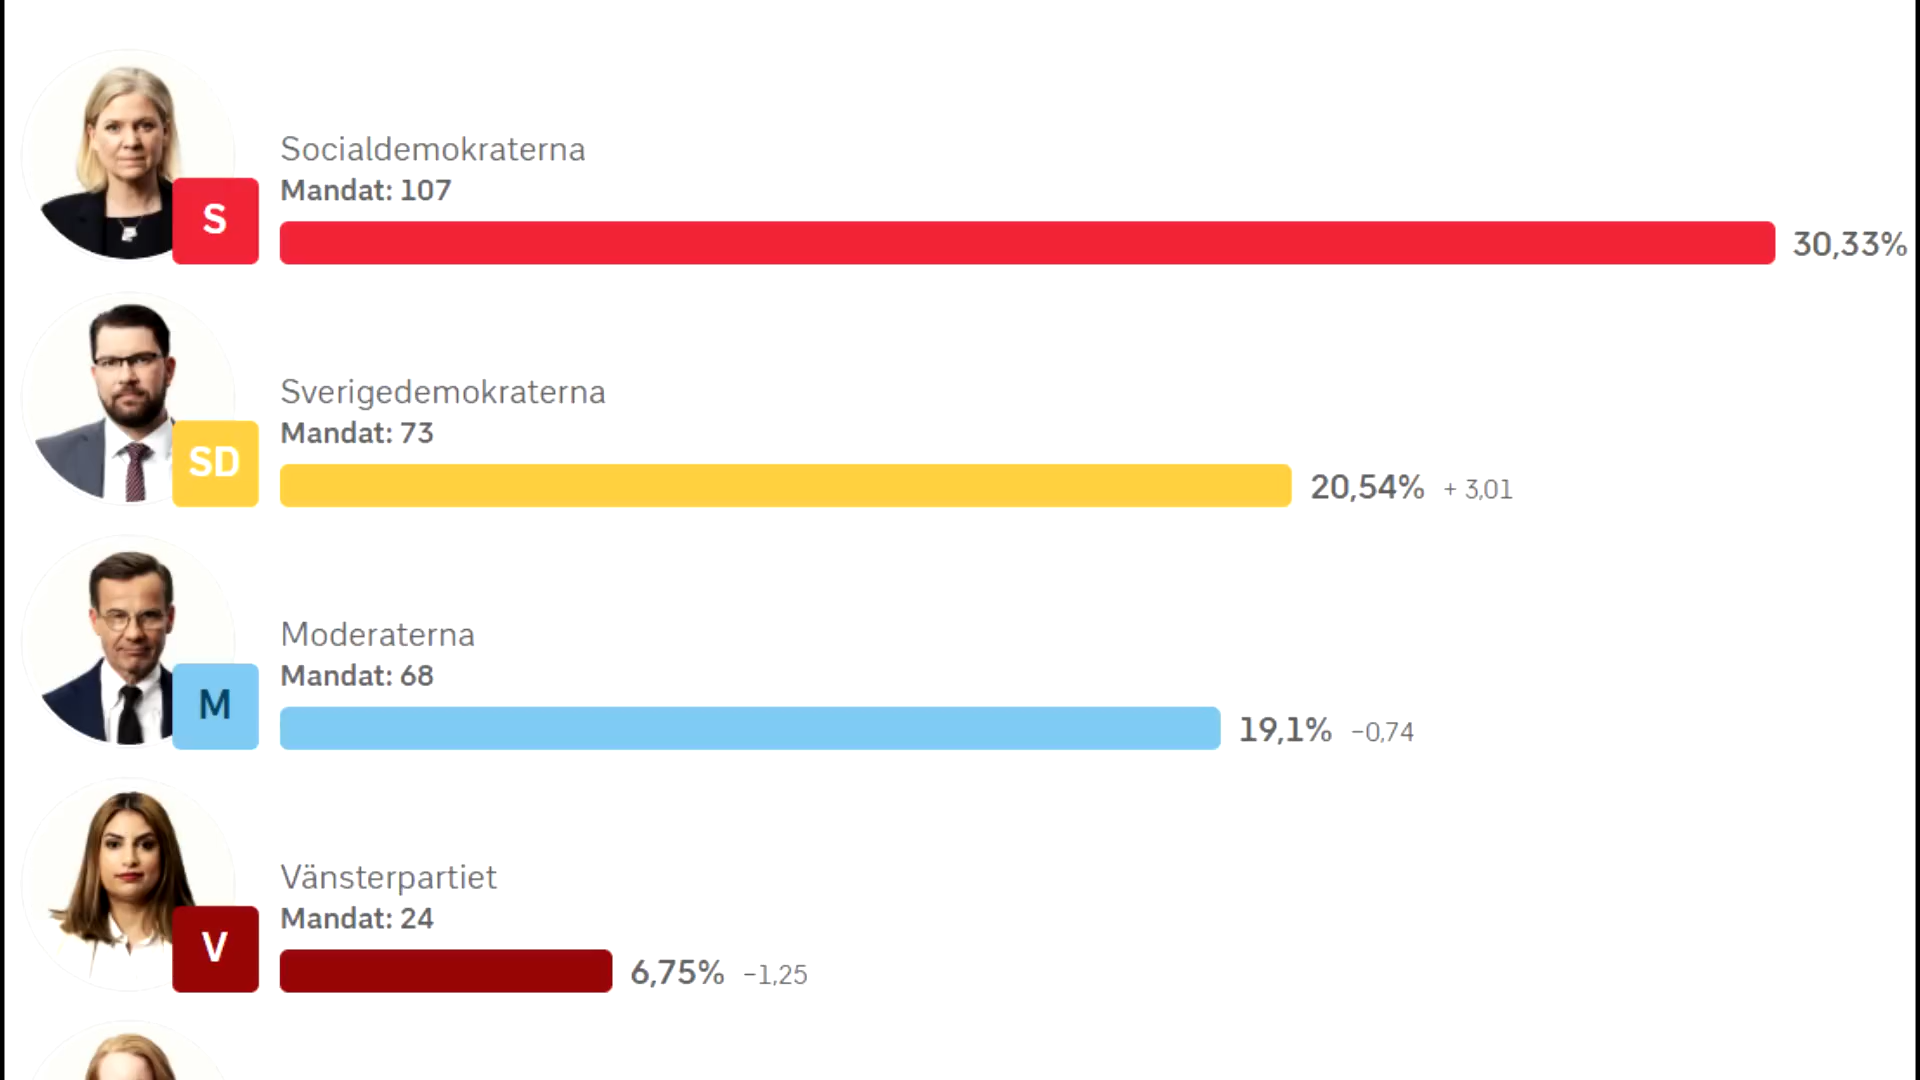 Socialdemokraterna
Mandat: 107
S
30,33%
Sverigedemokraterna
Mandat: 73
SD
20,54% + 3,01
Moderaterna
Mandat: 68
M
19,1% −0,74
Vänsterpartiet
Mandat: 24
V
6,75% −1,25